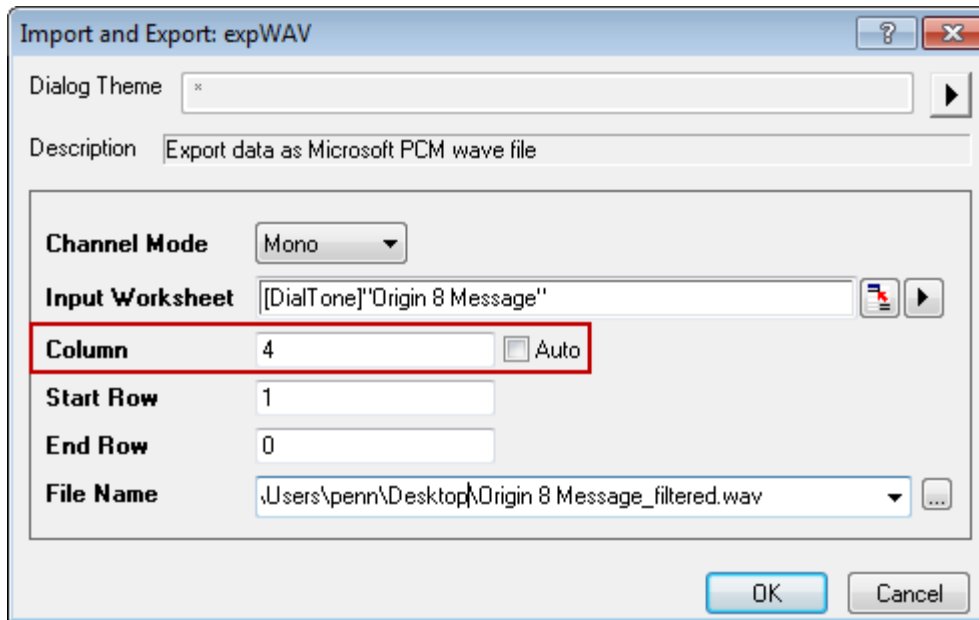 Import and Export: expWAV
Dialog Theme *
Description Export data as Microsoft PCM wave file
Channel Mode Mono
Input Worksheet [DialTone]"Origin 8 Message"
Column 4 Auto
Start Row 1
End Row 0
File Name \Users\penn\Desktop\Origin 8 Message_filtered.wav ...
OK Cancel